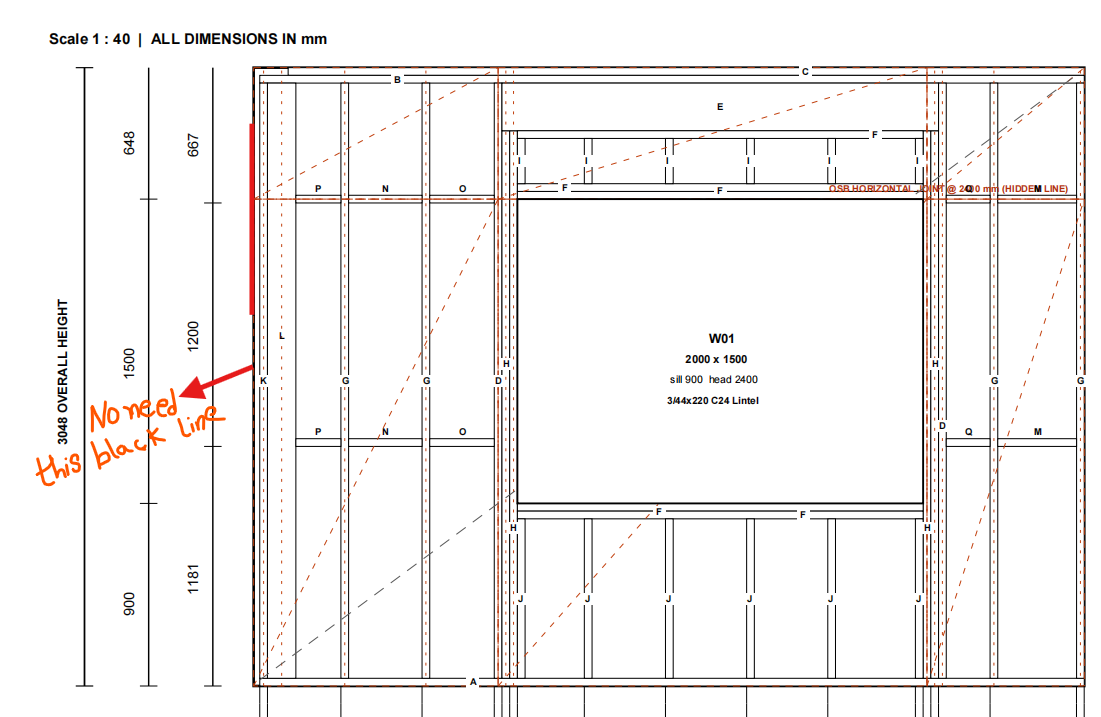 Scale 1 : 40 | ALL DIMENSIONS IN mm
B
C
E
F
648
667
I I I I I I
P N O
F
F
OSB HORIZONTAL JOINT @ 2400 mm (HIDDEN LINE)
Q M
3048 OVERALL HEIGHT
1500
1200
L
W01
2000 x 1500
sill 900 head 2400
3/44x220 C24 Lintel
H
H
K G G D
G G
No need
this black line
P N O
D Q M
F
F
H
H
900
1181
J J J J J J
A